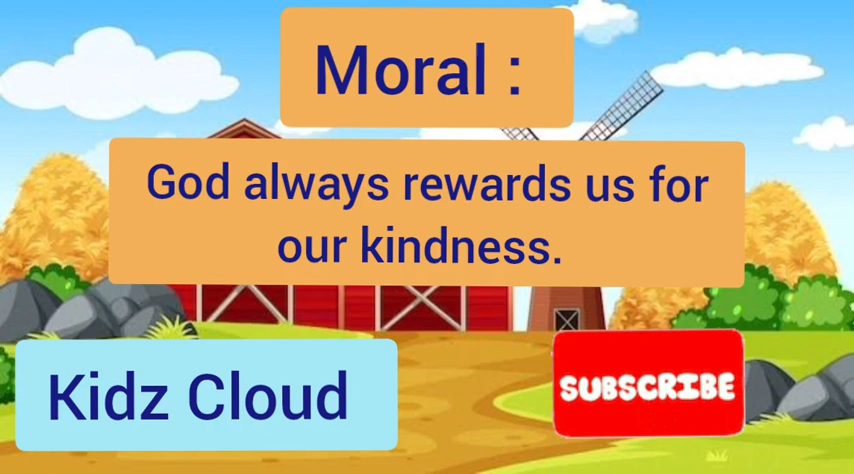 Moral :
God always rewards us for
our kindness.
Kidz Cloud
SUBSCRIBE